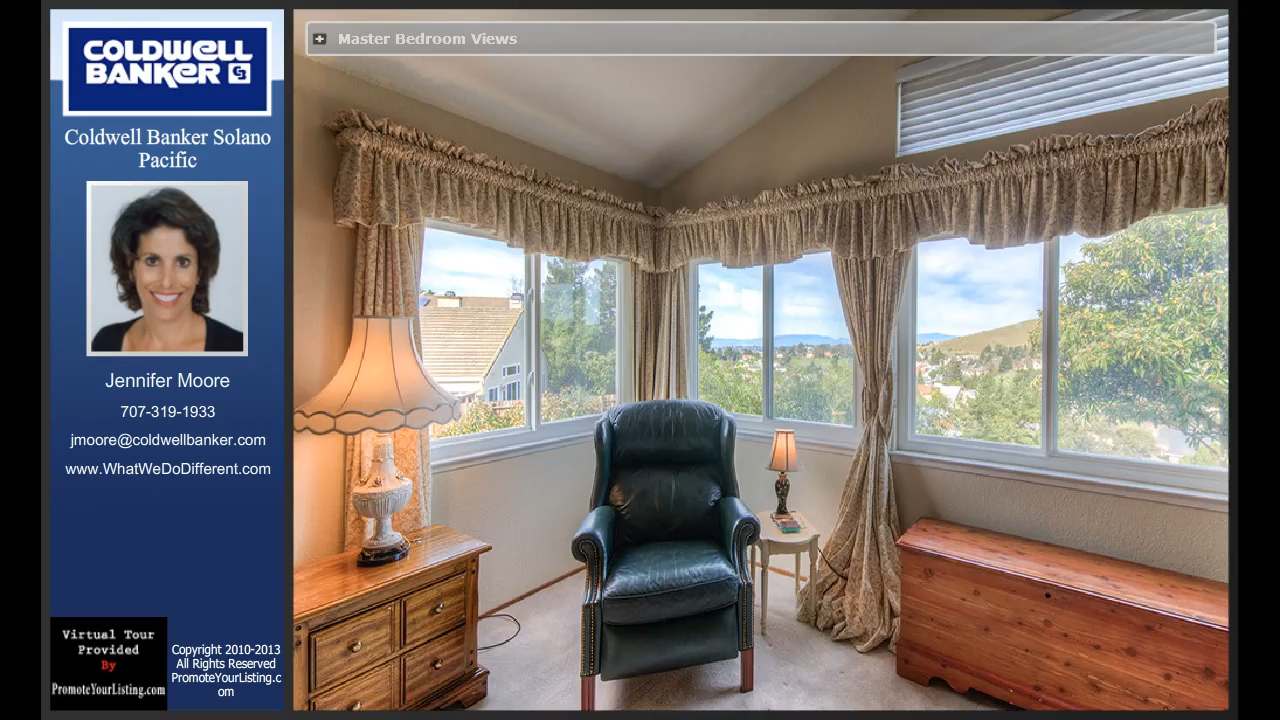 COLDWELL
BANKER CB
Coldwell Banker Solano
Pacific
Jennifer Moore
707-319-1933
jmoore@coldwellbanker.com
www.WhatWeDoDifferent.com
Virtual Tour
Provided
By
PromoteYourListing.com
Copyright 2010-2013
All Rights Reserved
PromoteYourListing.c
om
Master Bedroom Views